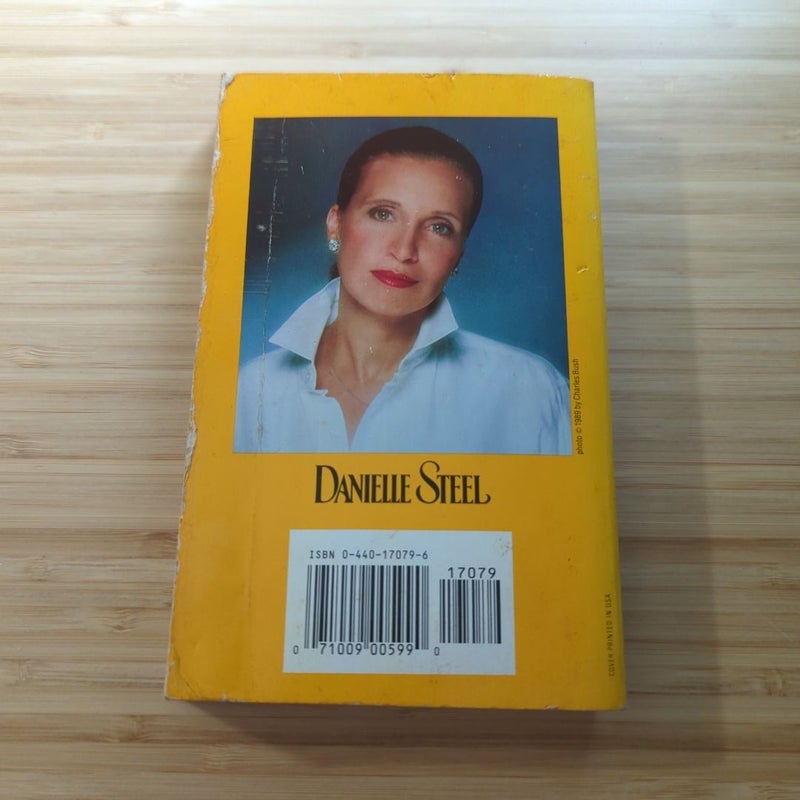 photo © 1989 by Charles Bush
DANIELLE STEEL
ISBN 0-440-17079-6
17079
0 71009 00599 0
COVER PRINTED IN USA